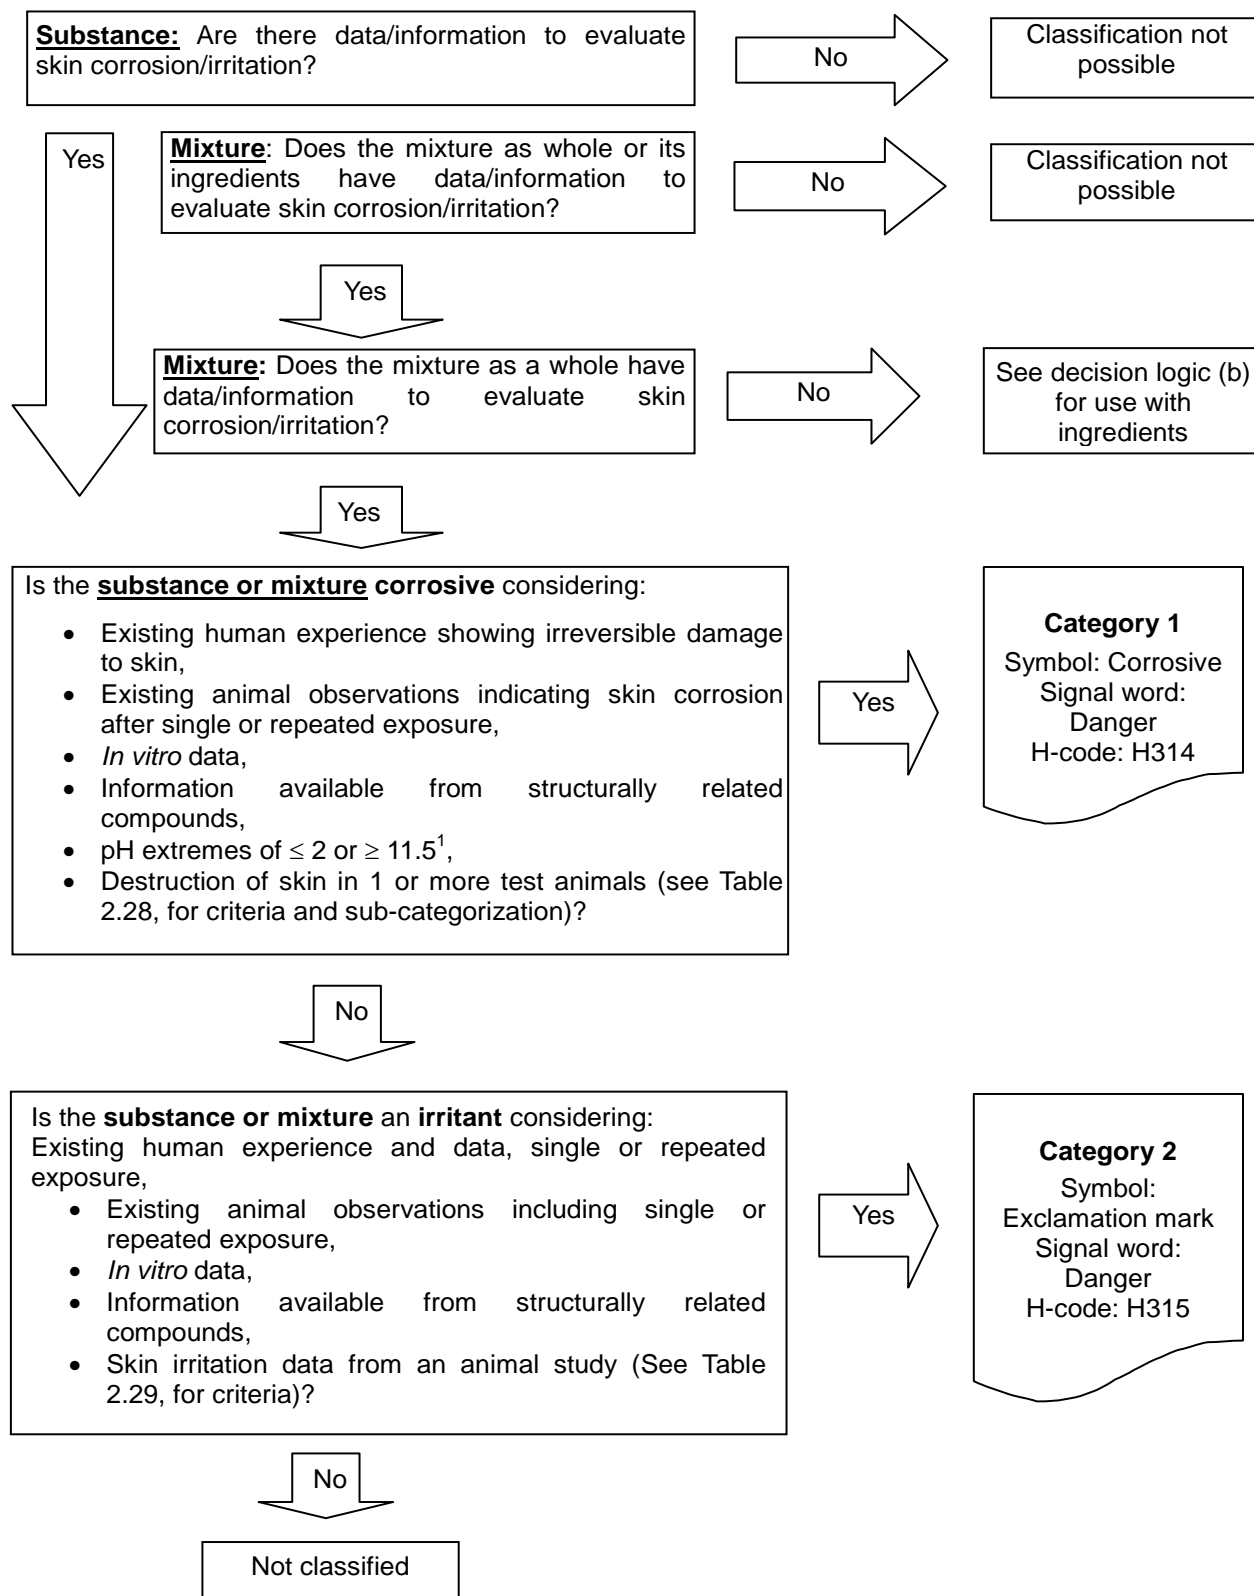 Substance: Are there data/information to evaluate
skin corrosion/irritation?
No
Classification not
possible
Yes
Mixture: Does the mixture as whole or its
ingredients have data/information to
evaluate skin corrosion/irritation?
No
Classification not
possible
Yes
Mixture: Does the mixture as a whole have
data/information to evaluate skin
corrosion/irritation?
No
See decision logic (b)
for use with
ingredients
Yes
Is the substance or mixture corrosive considering:
• Existing human experience showing irreversible damage
to skin,
• Existing animal observations indicating skin corrosion
after single or repeated exposure,
• In vitro data,
• Information available from structurally related
compounds,
• pH extremes of ≤ 2 or ≥ 11.5¹,
• Destruction of skin in 1 or more test animals (see Table
2.28, for criteria and sub-categorization)?
Yes
Category 1
Symbol: Corrosive
Signal word:
Danger
H-code: H314
No
Is the substance or mixture an irritant considering:
Existing human experience and data, single or repeated
exposure,
• Existing animal observations including single or
repeated exposure,
• In vitro data,
• Information available from structurally related
compounds,
• Skin irritation data from an animal study (See Table
2.29, for criteria)?
Yes
Category 2
Symbol:
Exclamation mark
Signal word:
Danger
H-code: H315
No
Not classified